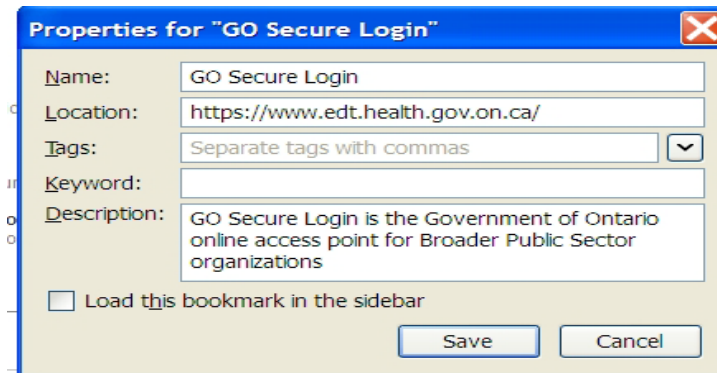 Properties for "GO Secure Login"
Name: GO Secure Login
Location: https://www.edt.health.gov.on.ca/
Tags: Separate tags with commas
Keyword:
Description: GO Secure Login is the Government of Ontario
online access point for Broader Public Sector
organizations
Load this bookmark in the sidebar
Save Cancel